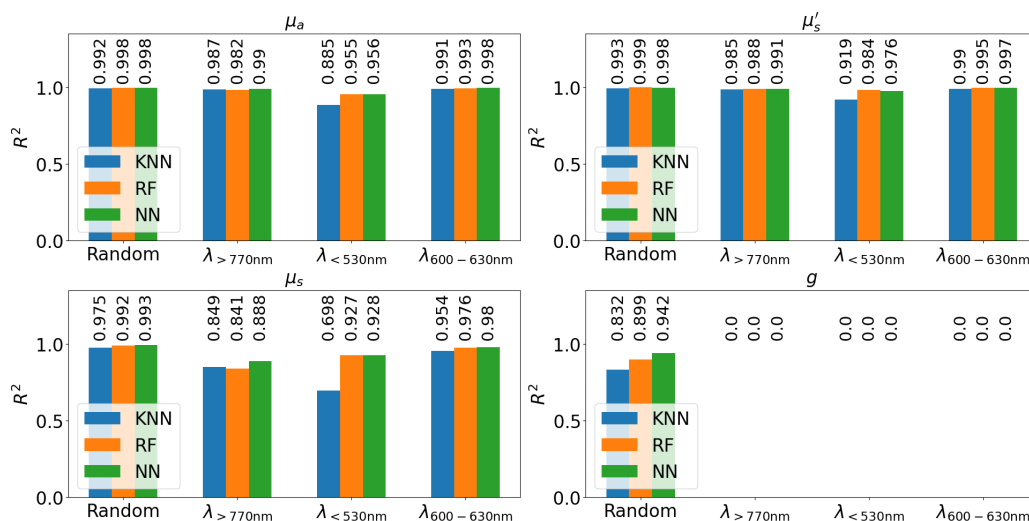 μₐ
0.992 0.998 0.998 0.987 0.982 0.99 0.885 0.955 0.956 0.991 0.993 0.998
1.0
0.5
0.0
R²
KNN
RF
NN
Random λ>770nm λ<530nm λ600−630nm
μ′ₛ
0.993 0.999 0.998 0.985 0.988 0.991 0.919 0.984 0.976 0.99 0.995 0.997
1.0
0.5
0.0
R²
KNN
RF
NN
Random λ>770nm λ<530nm λ600−630nm
μₛ
0.975 0.992 0.993 0.849 0.841 0.888 0.698 0.927 0.928 0.954 0.976 0.98
1.0
0.5
0.0
R²
KNN
RF
NN
Random λ>770nm λ<530nm λ600−630nm
g
0.832 0.899 0.942 0.0 0.0 0.0 0.0 0.0 0.0 0.0 0.0 0.0
1.0
0.5
0.0
R²
KNN
RF
NN
Random λ>770nm λ<530nm λ600−630nm